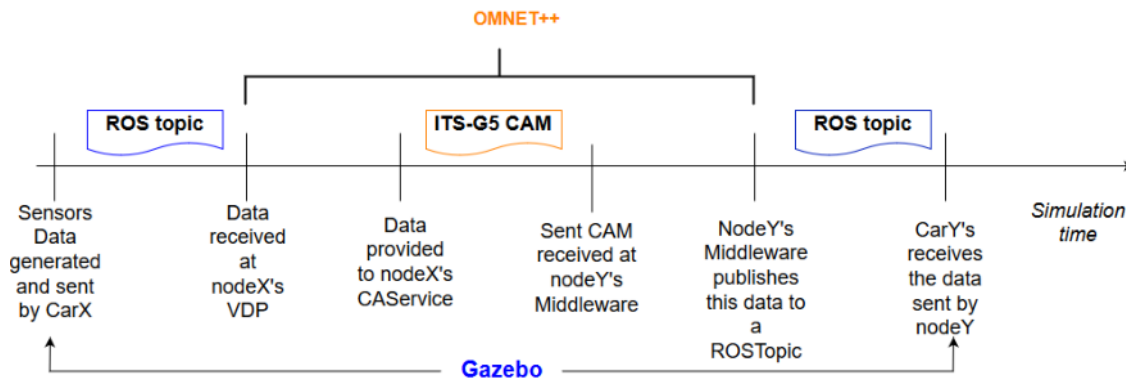 OMNET++
ROS topic
ITS-G5 CAM
ROS topic
Sensors
Data
generated
and sent
by CarX
Data
received
at
nodeX's
VDP
Data
provided
to nodeX's
CAService
Sent CAM
received at
nodeY's
Middleware
NodeY's
Middleware
publishes
this data to
a
ROSTopic
CarY's
receives
the data
sent by
nodeY
Simulation
time
Gazebo